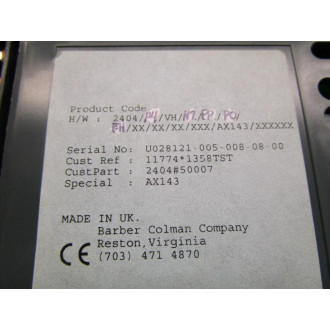 Product Code
H/W : 2404/ /VH/ / / /
/XX/XX/XX/XXX/AX143/XXXXXX
Serial No: U028121-005-008-08-00
Cust Ref : 11774*1358TST
CustPart : 2404#50007
Special : AX143
MADE IN UK.
Barber Colman Company
Reston,Virginia
(703) 471 4870
CE